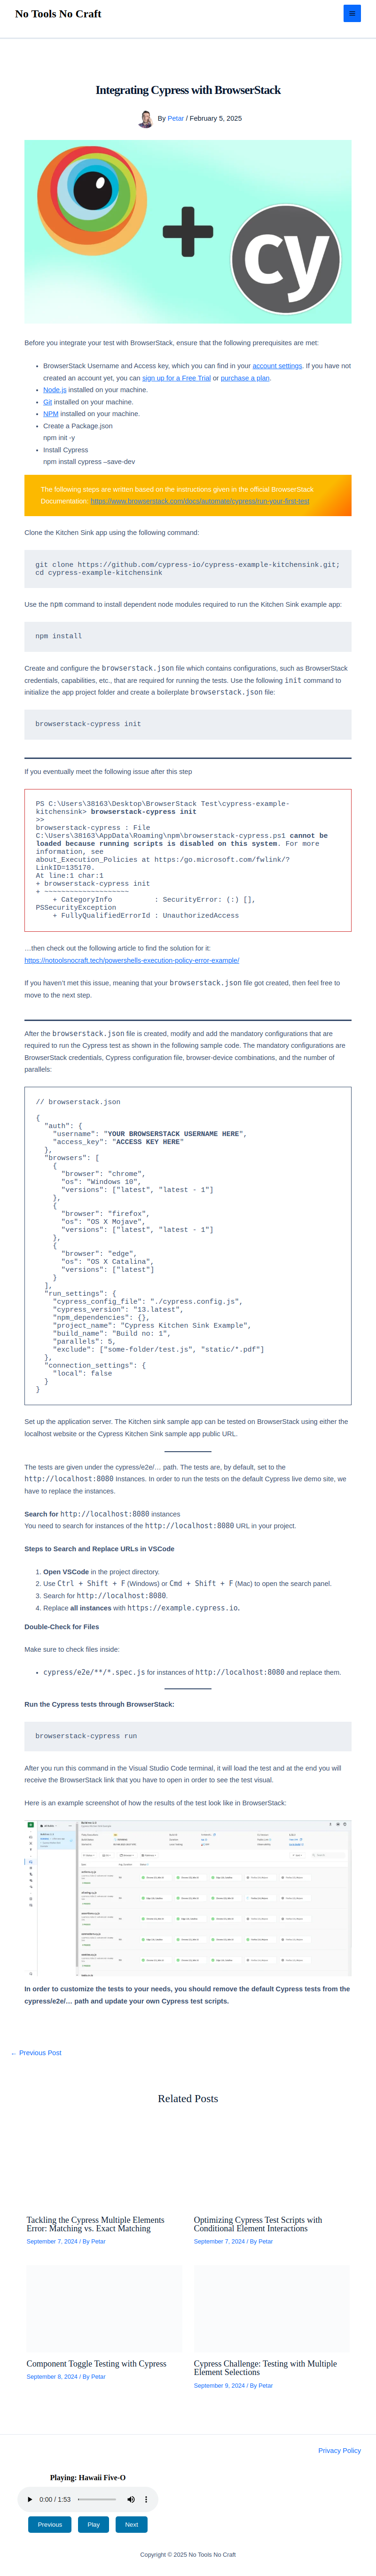 No Tools No Craft
Integrating Cypress with BrowserStack
By Petar / February 5, 2025
cy
Before you integrate your test with BrowserStack, ensure that the following prerequisites are met:
BrowserStack Username and Access key, which you can find in your account settings. If you have not
created an account yet, you can sign up for a Free Trial or purchase a plan.
Node.js installed on your machine.
Git installed on your machine.
NPM installed on your machine.
Create a Package.json
npm init -y
Install Cypress
npm install cypress –save-dev
The following steps are written based on the instructions given in the official BrowserStack
Documentation: https://www.browserstack.com/docs/automate/cypress/run-your-first-test
Clone the Kitchen Sink app using the following command:
git clone https://github.com/cypress-io/cypress-example-kitchensink.git;
cd cypress-example-kitchensink
Use the npm command to install dependent node modules required to run the Kitchen Sink example app:
npm install
Create and configure the browserstack.json file which contains configurations, such as BrowserStack
credentials, capabilities, etc., that are required for running the tests. Use the following init command to
initialize the app project folder and create a boilerplate browserstack.json file:
browserstack-cypress init
If you eventually meet the following issue after this step
PS C:\Users\38163\Desktop\BrowserStack Test\cypress-example-
kitchensink> browserstack-cypress init
>>
browserstack-cypress : File
C:\Users\38163\AppData\Roaming\npm\browserstack-cypress.ps1 cannot be
loaded because running scripts is disabled on this system. For more
information, see
about_Execution_Policies at https:/go.microsoft.com/fwlink/?
LinkID=135170.
At line:1 char:1
+ browserstack-cypress init
+ ~~~~~~~~~~~~~~~~~~~~
+ CategoryInfo : SecurityError: (:) [],
PSSecurityException
+ FullyQualifiedErrorId : UnauthorizedAccess
…then check out the following article to find the solution for it:
https://notoolsnocraft.tech/powershells-execution-policy-error-example/
If you haven’t met this issue, meaning that your browserstack.json file got created, then feel free to
move to the next step.
After the browserstack.json file is created, modify and add the mandatory configurations that are
required to run the Cypress test as shown in the following sample code. The mandatory configurations are
BrowserStack credentials, Cypress configuration file, browser-device combinations, and the number of
parallels:
// browserstack.json
{
"auth": {
"username": "YOUR BROWSERSTACK USERNAME HERE",
"access_key": "ACCESS KEY HERE"
},
"browsers": [
{
"browser": "chrome",
"os": "Windows 10",
"versions": ["latest", "latest - 1"]
},
{
"browser": "firefox",
"os": "OS X Mojave",
"versions": ["latest", "latest - 1"]
},
{
"browser": "edge",
"os": "OS X Catalina",
"versions": ["latest"]
}
],
"run_settings": {
"cypress_config_file": "./cypress.config.js",
"cypress_version": "13.latest",
"npm_dependencies": {},
"project_name": "Cypress Kitchen Sink Example",
"build_name": "Build no: 1",
"parallels": 5,
"exclude": ["some-folder/test.js", "static/*.pdf"]
},
"connection_settings": {
"local": false
}
}
Set up the application server. The Kitchen sink sample app can be tested on BrowserStack using either the
localhost website or the Cypress Kitchen Sink sample app public URL.
The tests are given under the cypress/e2e/… path. The tests are, by default, set to the
http://localhost:8080 Instances. In order to run the tests on the default Cypress live demo site, we
have to replace the instances.
Search for http://localhost:8080 instances
You need to search for instances of the http://localhost:8080 URL in your project.
Steps to Search and Replace URLs in VSCode
1. Open VSCode in the project directory.
2. Use Ctrl + Shift + F (Windows) or Cmd + Shift + F (Mac) to open the search panel.
3. Search for http://localhost:8080.
4. Replace all instances with https://example.cypress.io.
Double-Check for Files
Make sure to check files inside:
cypress/e2e/**/*.spec.js for instances of http://localhost:8080 and replace them.
Run the Cypress tests through BrowserStack:
browserstack-cypress run
After you run this command in the Visual Studio Code terminal, it will load the test and at the end you will
receive the BrowserStack link that you have to open in order to see the test visual.
Here is an example screenshot of how the results of the test look like in BrowserStack:
In order to customize the tests to your needs, you should remove the default Cypress tests from the
cypress/e2e/… path and update your own Cypress test scripts.
← Previous Post
Related Posts
Tackling the Cypress Multiple Elements
Error: Matching vs. Exact Matching
September 7, 2024 / By Petar
Optimizing Cypress Test Scripts with
Conditional Element Interactions
September 7, 2024 / By Petar
Component Toggle Testing with Cypress
September 8, 2024 / By Petar
Cypress Challenge: Testing with Multiple
Element Selections
September 9, 2024 / By Petar
Privacy Policy
Playing: Hawaii Five-O
0:00 / 1:53
Previous
Play
Next
Copyright © 2025 No Tools No Craft